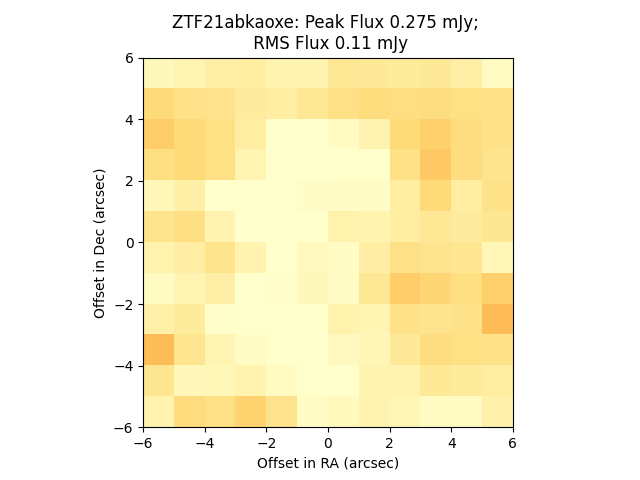 ZTF21abkaoxe: Peak Flux 0.275 mJy;
RMS Flux 0.11 mJy
6
4
2
0
−2
−4
−6
Offset in Dec (arcsec)
−6 −4 −2 0 2 4 6
Offset in RA (arcsec)